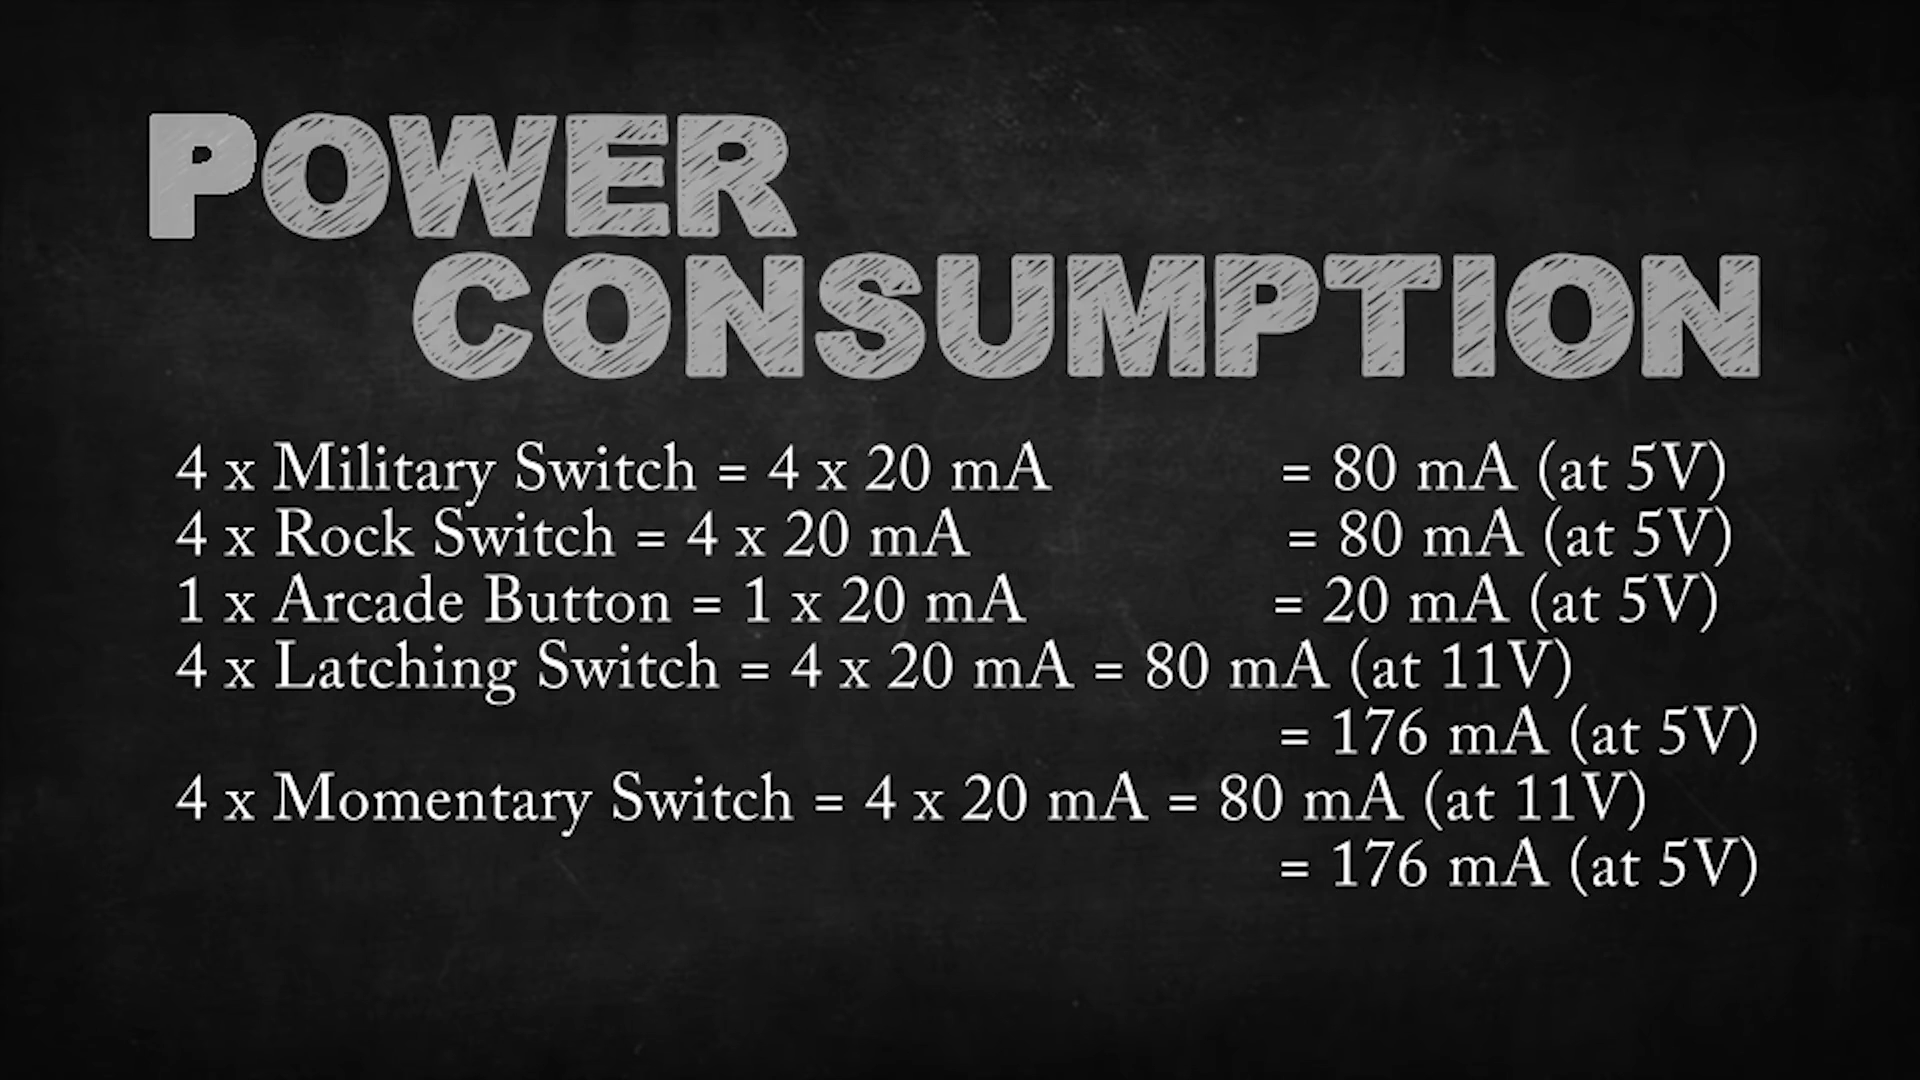 POWER
CONSUMPTION
4 x Military Switch = 4 x 20 mA = 80 mA (at 5V)
4 x Rock Switch = 4 x 20 mA = 80 mA (at 5V)
1 x Arcade Button = 1 x 20 mA = 20 mA (at 5V)
4 x Latching Switch = 4 x 20 mA = 80 mA (at 11V)
= 176 mA (at 5V)
4 x Momentary Switch = 4 x 20 mA = 80 mA (at 11V)
= 176 mA (at 5V)